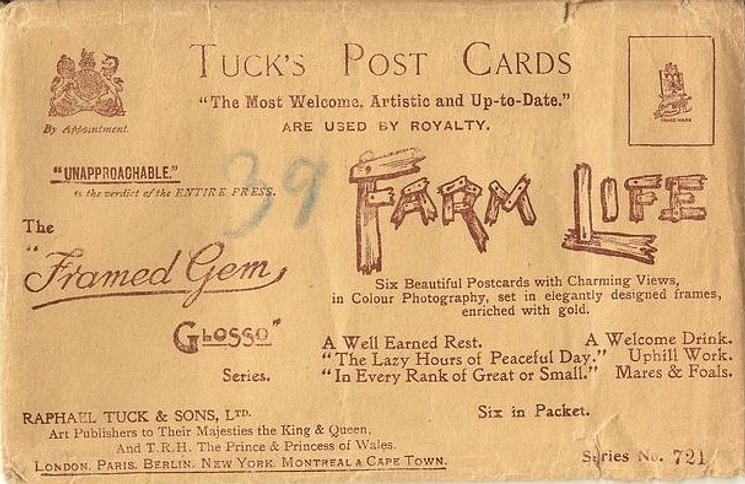 TUCK'S POST CARDS
"The Most Welcome, Artistic and Up-to-Date."
ARE USED BY ROYALTY.
By Appointment.
TRADE MARK
"UNAPPROACHABLE."
is the verdict of the ENTIRE PRESS.
39
FARM LIFE
The
"Framed Gem
Glosso"
Series.
Six Beautiful Postcards with Charming Views,
in Colour Photography, set in elegantly designed frames,
enriched with gold.
A Well Earned Rest. A Welcome Drink.
"The Lazy Hours of Peaceful Day." Uphill Work.
"In Every Rank of Great or Small." Mares & Foals.
Six in Packet.
RAPHAEL TUCK & SONS, LTD.
Art Publishers to Their Majesties the King & Queen,
And T.R.H. The Prince & Princess of Wales.
LONDON, PARIS, BERLIN, NEW YORK, MONTREAL & CAPE TOWN.
Series No. 721